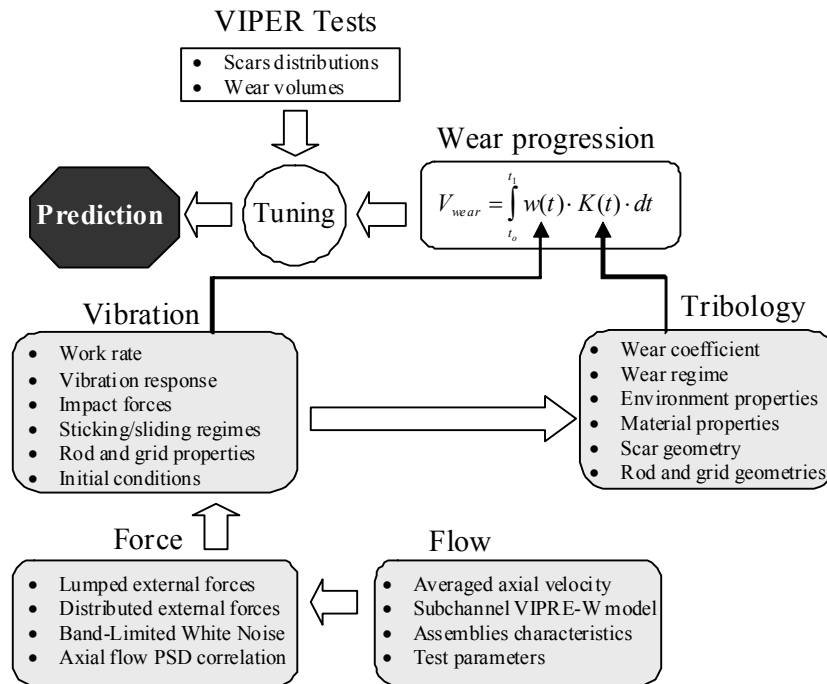 VIPER Tests
• Scars distributions
• Wear volumes
Wear progression
V_wear = ∫_{t_o}^{t_1} w(t) · K(t) · dt
Tuning
Prediction
Vibration
• Work rate
• Vibration response
• Impact forces
• Sticking/sliding regimes
• Rod and grid properties
• Initial conditions
Tribology
• Wear coefficient
• Wear regime
• Environment properties
• Material properties
• Scar geometry
• Rod and grid geometries
Force
• Lumped external forces
• Distributed external forces
• Band-Limited White Noise
• Axial flow PSD correlation
Flow
• Averaged axial velocity
• Subchannel VIPRE-W model
• Assemblies characteristics
• Test parameters